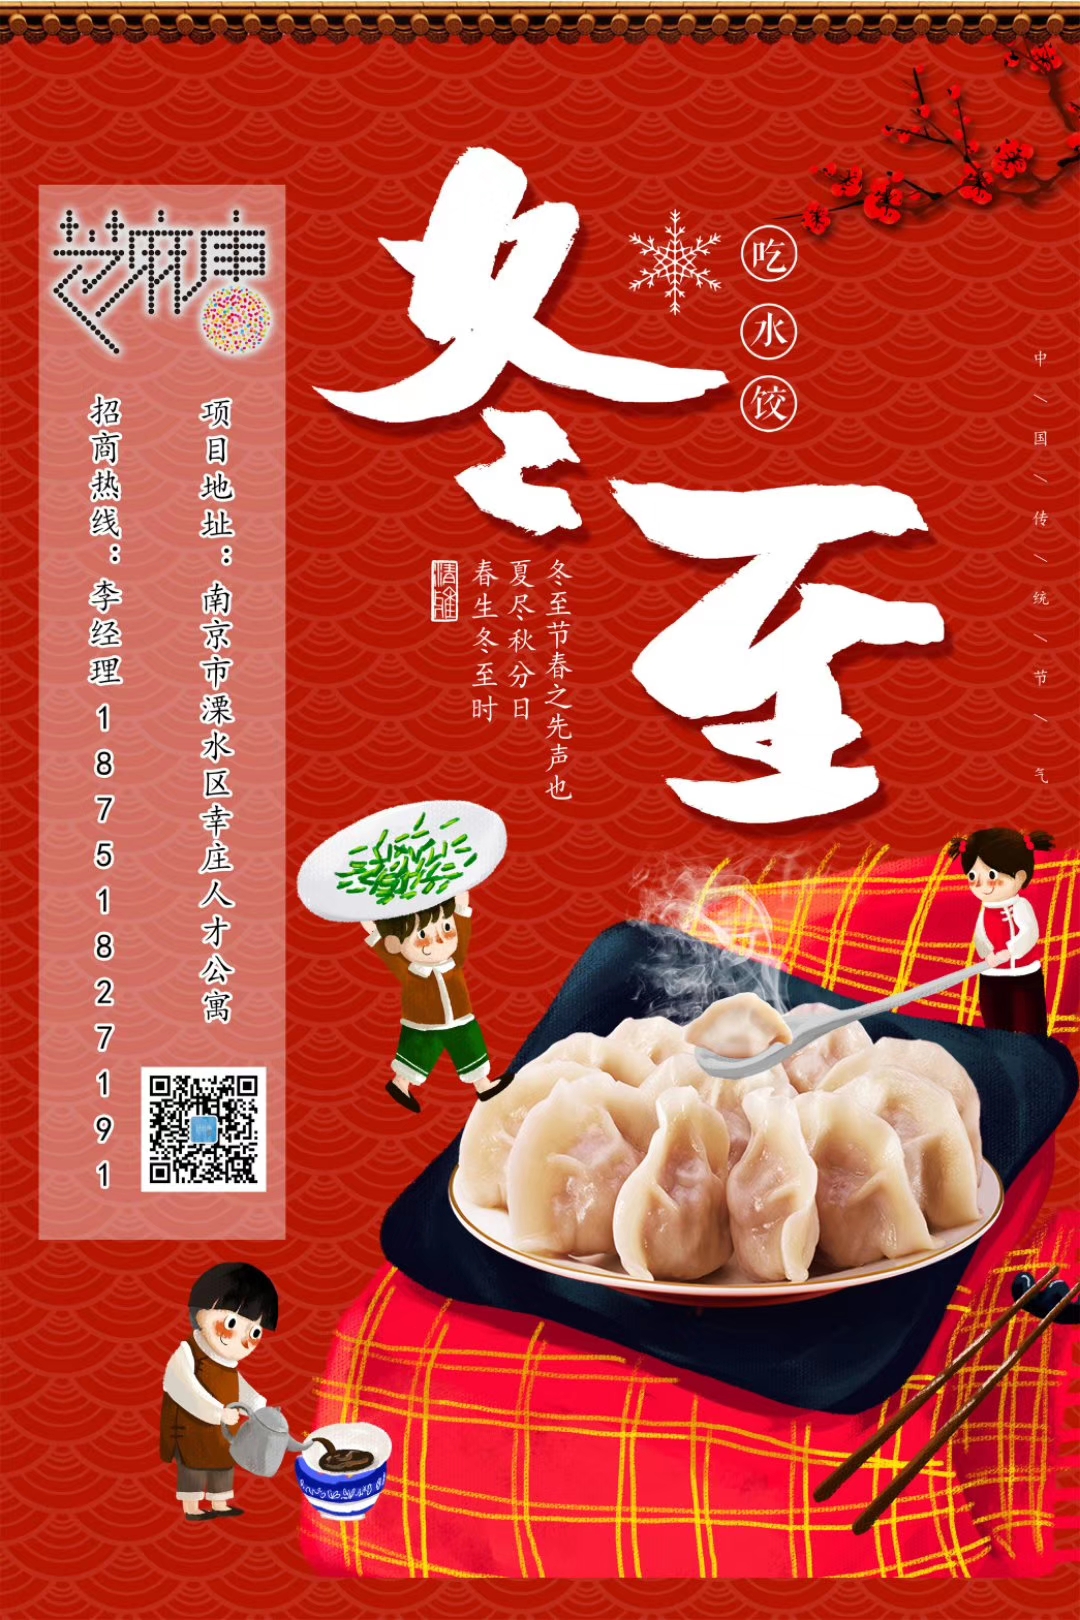 冬至
吃水饺
中/国/传/统/节/气
冬至节春之先声也
夏尽秋分日
春生冬至时
芝麻唐
项目地址：南京市溧水区幸庄人才公寓
招商热线：李经理18751827191